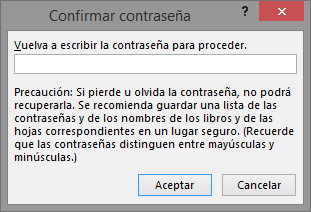 Confirmar contraseña
Vuelva a escribir la contraseña para proceder.
Precaución: Si pierde u olvida la contraseña, no podrá
recuperarla. Se recomienda guardar una lista de las
contraseñas y de los nombres de los libros y de
las hojas correspondientes en un lugar seguro. (Recuerde
que las contraseñas distinguen entre mayúsculas y
minúsculas.)
Aceptar
Cancelar